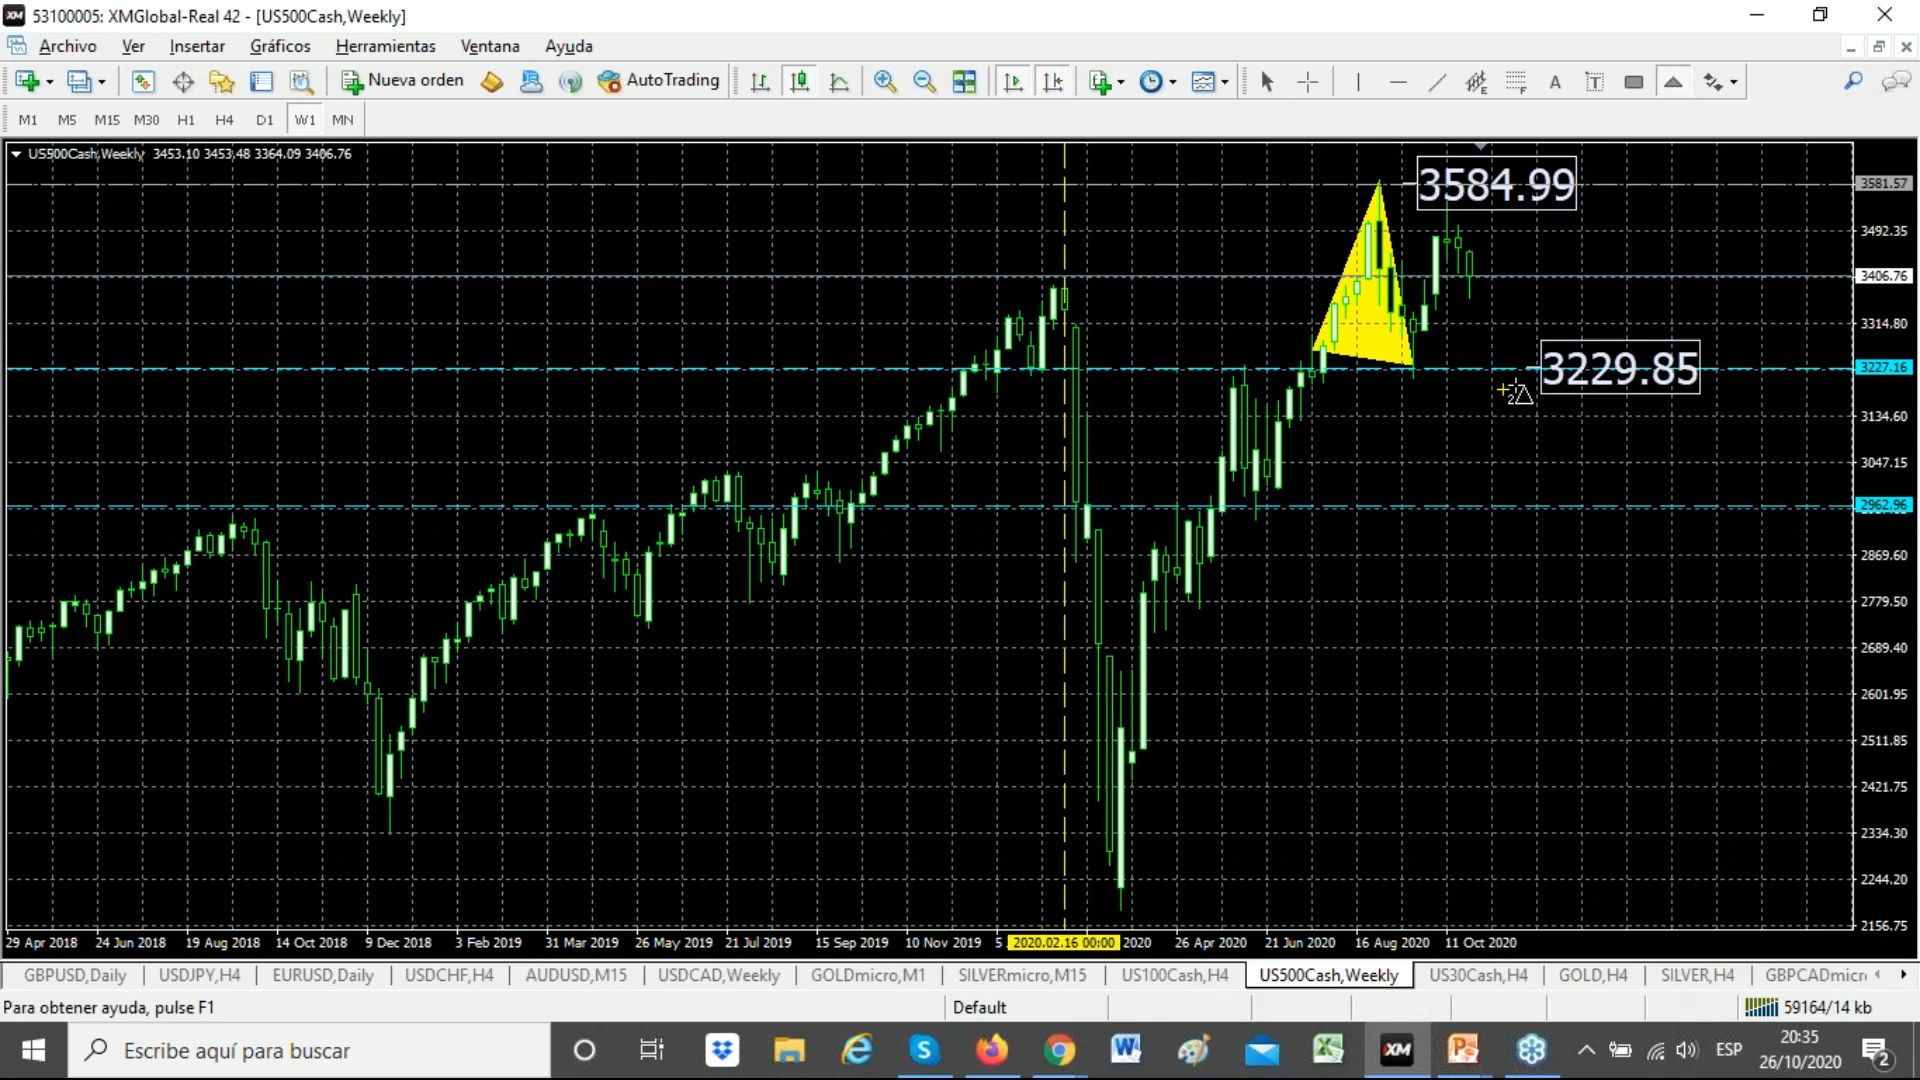 XM 53100005: XMGlobal-Real 42 - [US500Cash,Weekly]
Archivo Ver Insertar Gráficos Herramientas Ventana Ayuda
Nueva orden AutoTrading E F A T
M1 M5 M15 M30 H1 H4 D1 W1 MN
US500Cash,Weekly 3453.10 3453.48 3364.09 3406.76
3584.99
3581.57
3492.35
3406.76
3314.80
3229.85
3227.16
2
3134.60
3047.15
2962.96
2869.60
2779.50
2689.40
2601.95
2511.85
2421.75
2334.30
2244.20
2156.75
29 Apr 2018 24 Jun 2018 19 Aug 2018 14 Oct 2018 9 Dec 2018 3 Feb 2019 31 Mar 2019 26 May 2019 21 Jul 2019 15 Sep 2019 10 Nov 2019 5 2020.02.16 00:00 2020 26 Apr 2020 21 Jun 2020 16 Aug 2020 11 Oct 2020
GBPUSD,Daily USDJPY,H4 EURUSD,Daily USDCHF,H4 AUDUSD,M15 USDCAD,Weekly GOLDmicro,M1 SILVERmicro,M15 US100Cash,H4 US500Cash,Weekly US30Cash,H4 GOLD,H4 SILVER,H4 GBPCADmicr
Para obtener ayuda, pulse F1 Default 59164/14 kb
Escribe aquí para buscar XM ESP 20:35
26/10/2020 2